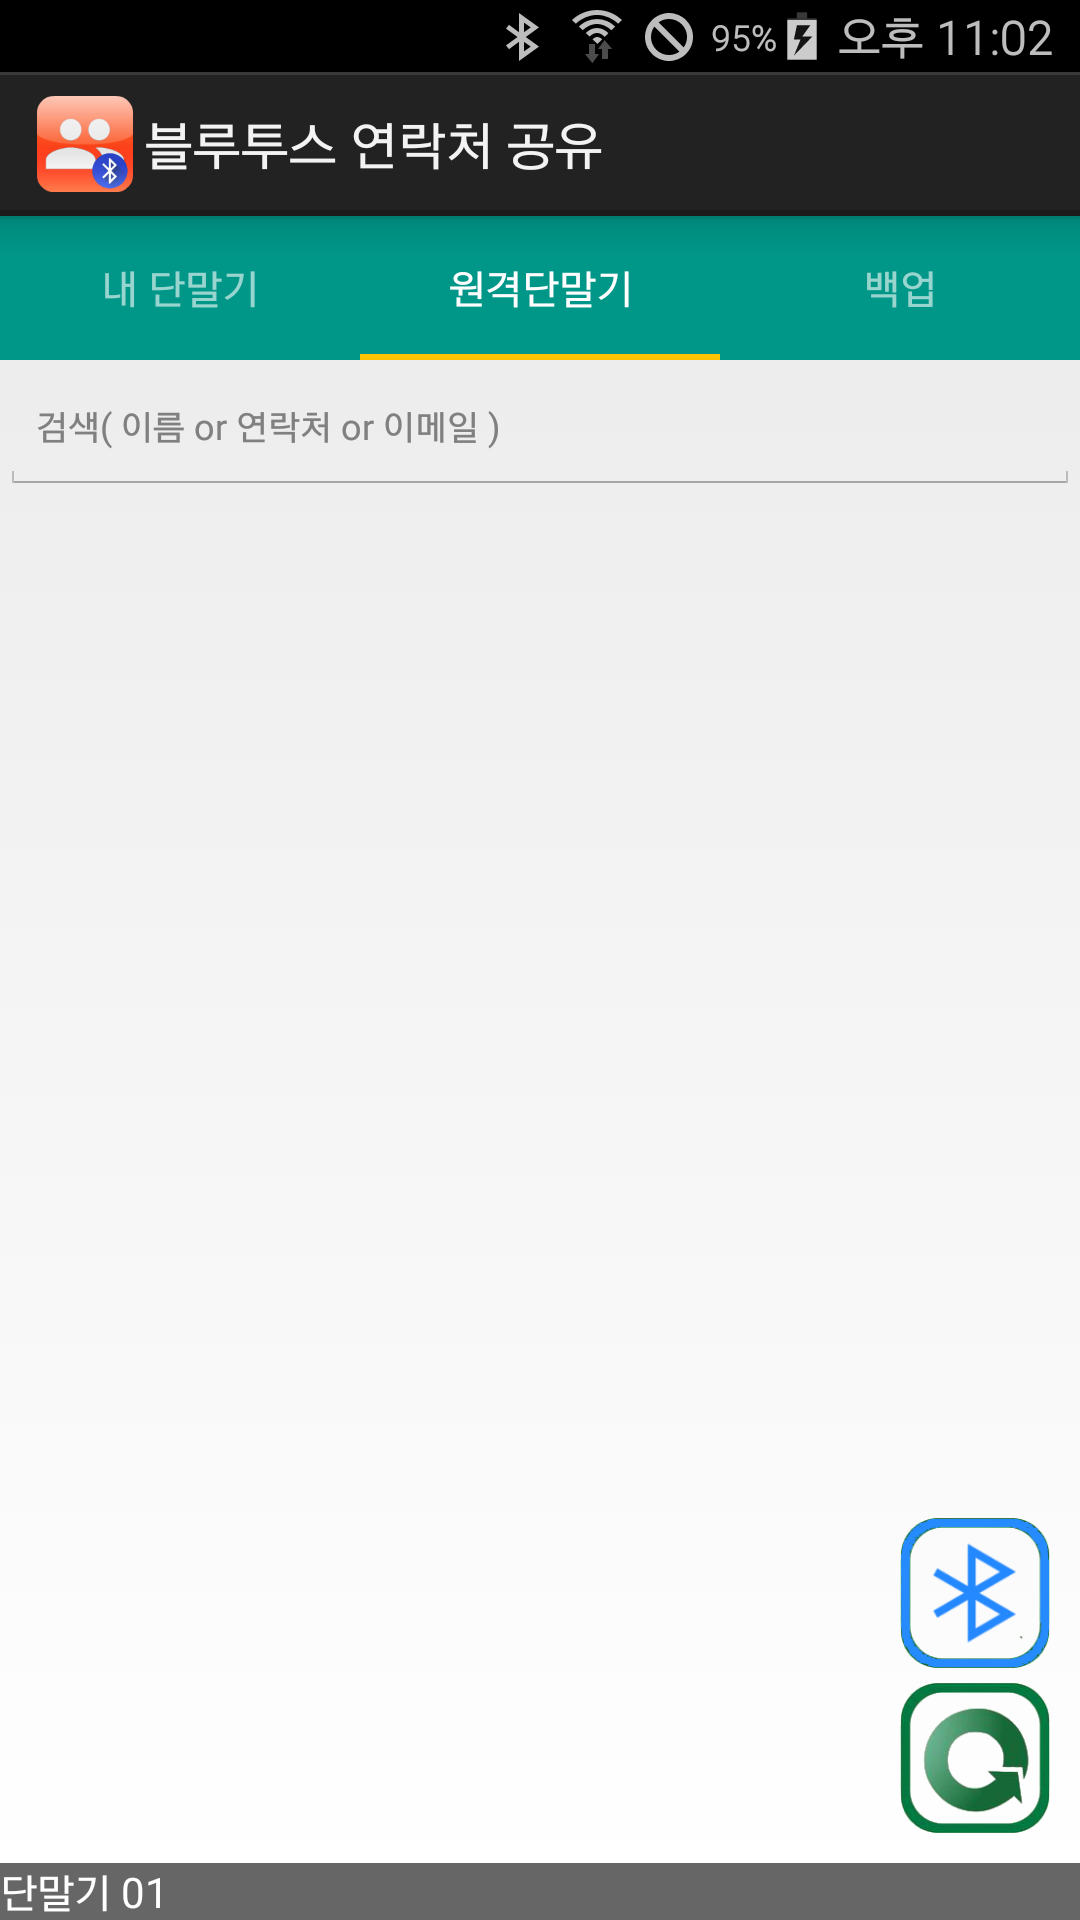 95% 오후 11:02
블루투스 연락처 공유
내 단말기 원격단말기 백업
검색( 이름 or 연락처 or 이메일 )
단말기 01